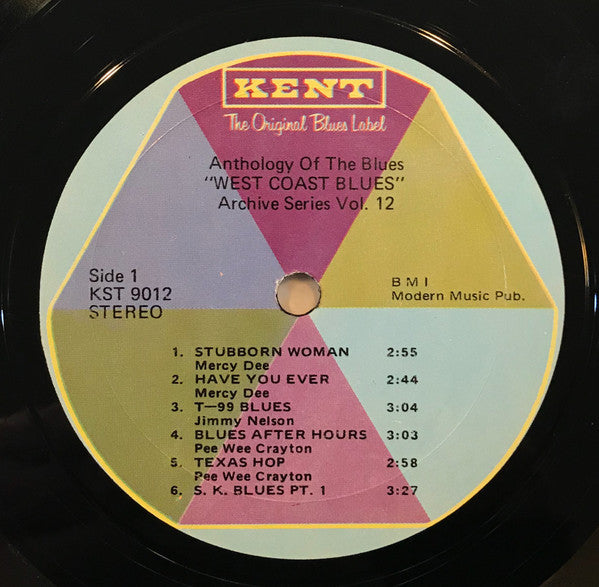 KENT
The Original Blues Label
Anthology Of The Blues
"WEST COAST BLUES"
Archive Series Vol. 12
Side 1
KST 9012
STEREO
B M I
Modern Music Pub.
1. STUBBORN WOMAN 2:55
Mercy Dee
2. HAVE YOU EVER 2:44
Mercy Dee
3. T—99 BLUES 3:04
Jimmy Nelson
4. BLUES AFTER HOURS 3:03
Pee Wee Crayton
5. TEXAS HOP 2:58
Pee Wee Crayton
6. S. K. BLUES PT. 1 3:27